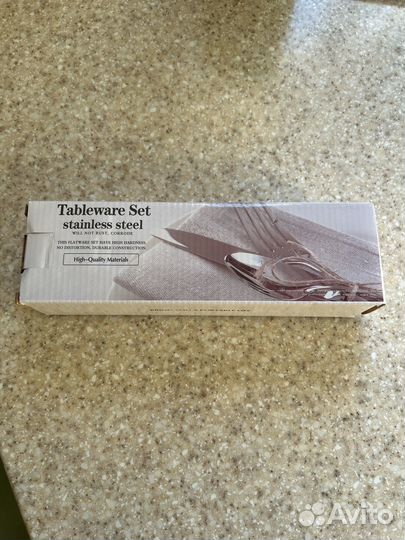 Tableware Set
stainless steel
WILL NOT RUST, CORRODE
THIS FLATWARE SET HAVE HIGH HARDNESS,
NO DISTORTION, DURABLE CONSTRUCTION.
High-Quality Materials
Avito